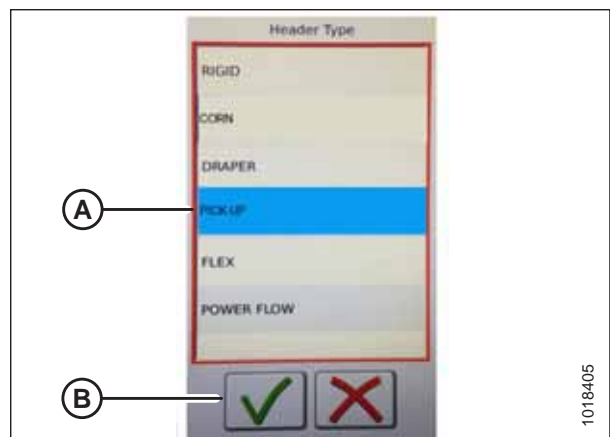 Header Type
RIGID
CORN
DRAPER
A
PICK UP
FLEX
POWER FLOW
B
1018405